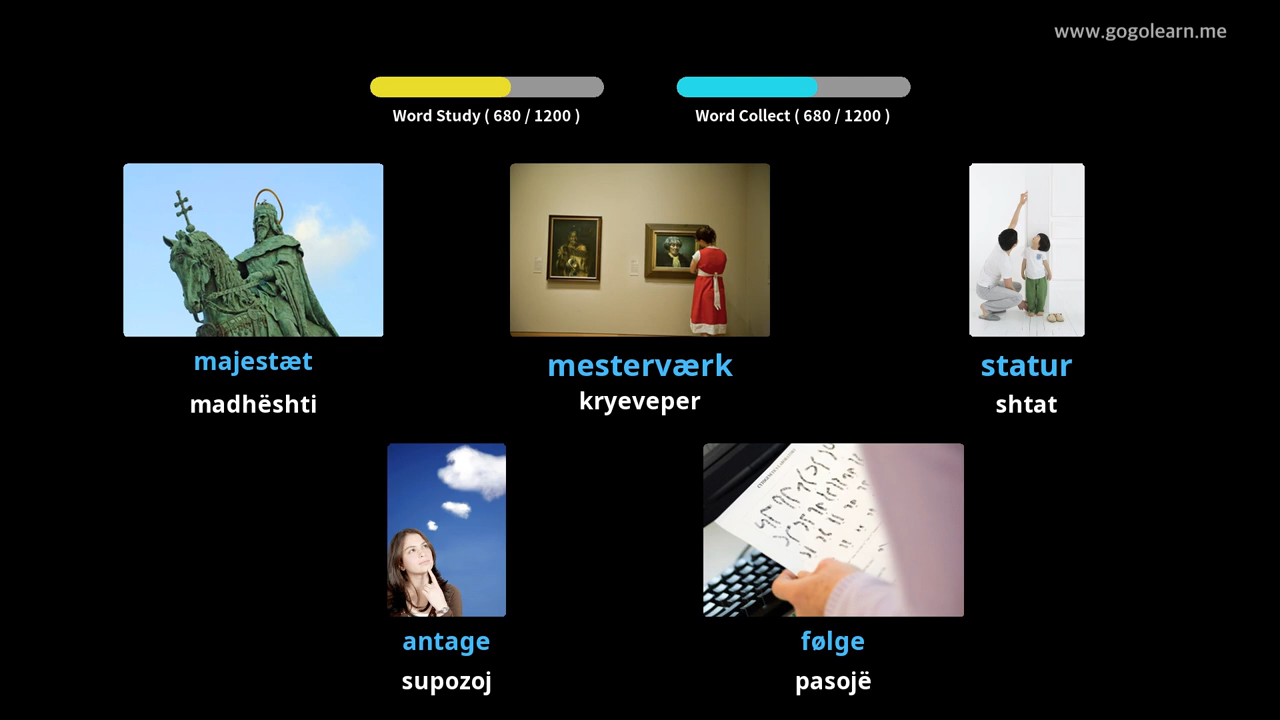 www.gogolearn.me
Word Study ( 680 / 1200 )
Word Collect ( 680 / 1200 )
majestæt
madhështi
mesterværk
kryeveper
statur
shtat
antage
supozoj
følge
pasojë